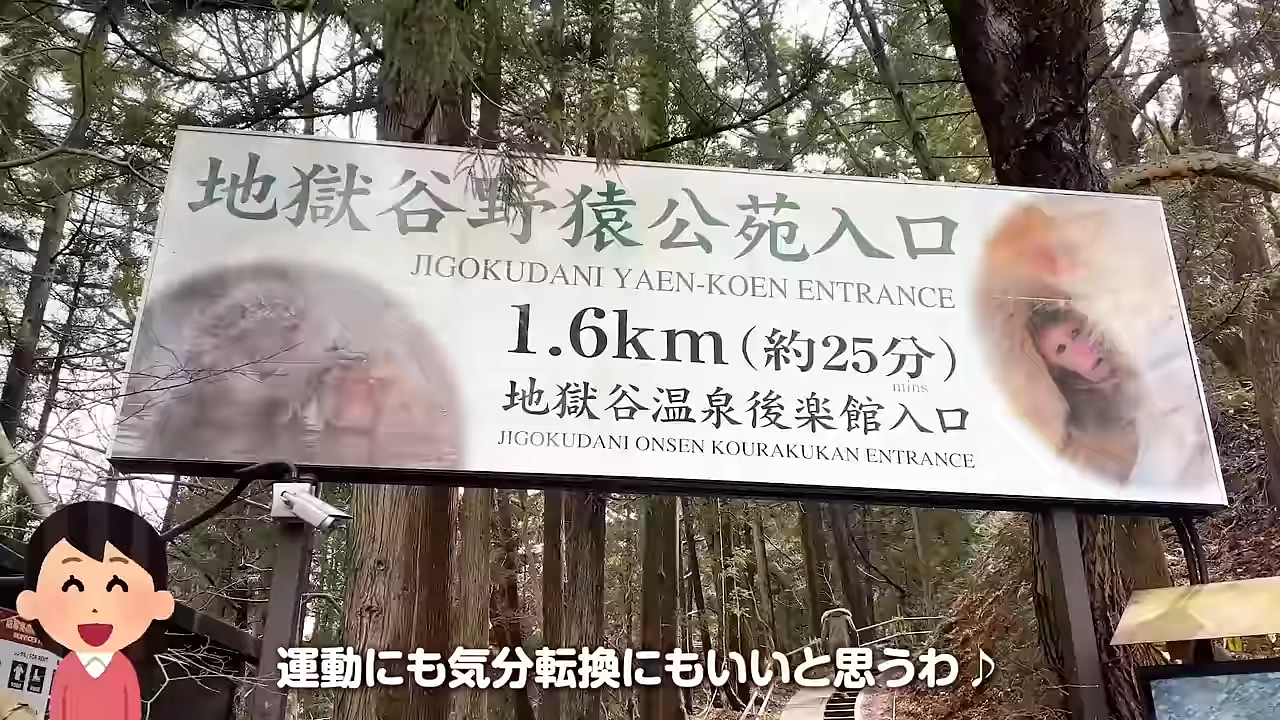 地獄谷野猿公苑入口
JIGOKUDANI YAEN-KOEN ENTRANCE
1.6km(約25分)
mins
地獄谷温泉後楽館入口
JIGOKUDANI ONSEN KOURAKUKAN ENTRANCE
運動にも気分転換にもいいと思うわ♪